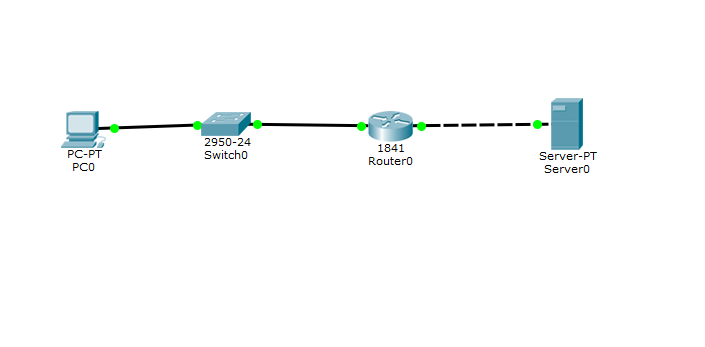 PC-PT
PC0
2950-24
Switch0
1841
Router0
Server-PT
Server0